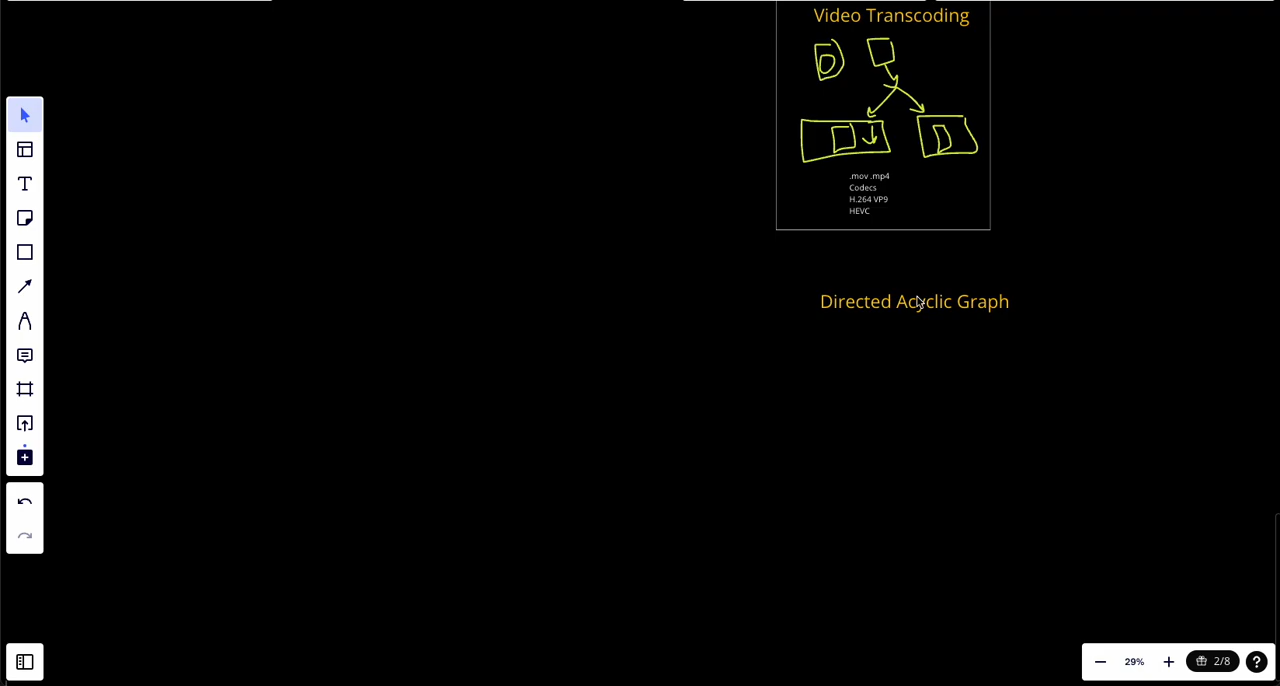 Video Transcoding
.mov .mp4
Codecs
H.264 VP9
HEVC
Directed Acyclic Graph
29%
2/8
?